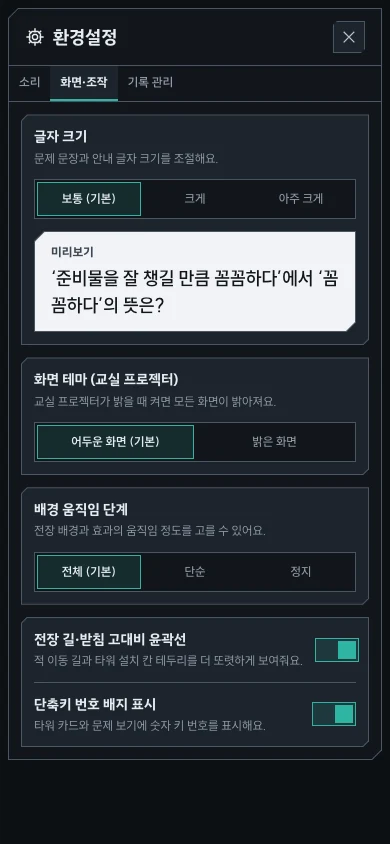 환경설정
소리 화면·조작 기록 관리
글자 크기
문제 문장과 안내 글자 크기를 조절해요.
보통 (기본) 크게 아주 크게
미리보기
‘준비물을 잘 챙길 만큼 꼼꼼하다’에서 ‘꼼
꼼하다’의 뜻은?
화면 테마 (교실 프로젝터)
교실 프로젝터가 밝을 때 켜면 모든 화면이 밝아져요.
어두운 화면 (기본) 밝은 화면
배경 움직임 단계
전장 배경과 효과의 움직임 정도를 고를 수 있어요.
전체 (기본) 단순 정지
전장 길·받침 고대비 윤곽선
적 이동 길과 타워 설치 칸 테두리를 더 또렷하게 보여줘요.
단축키 번호 배지 표시
타워 카드와 문제 보기에 숫자 키 번호를 표시해요.